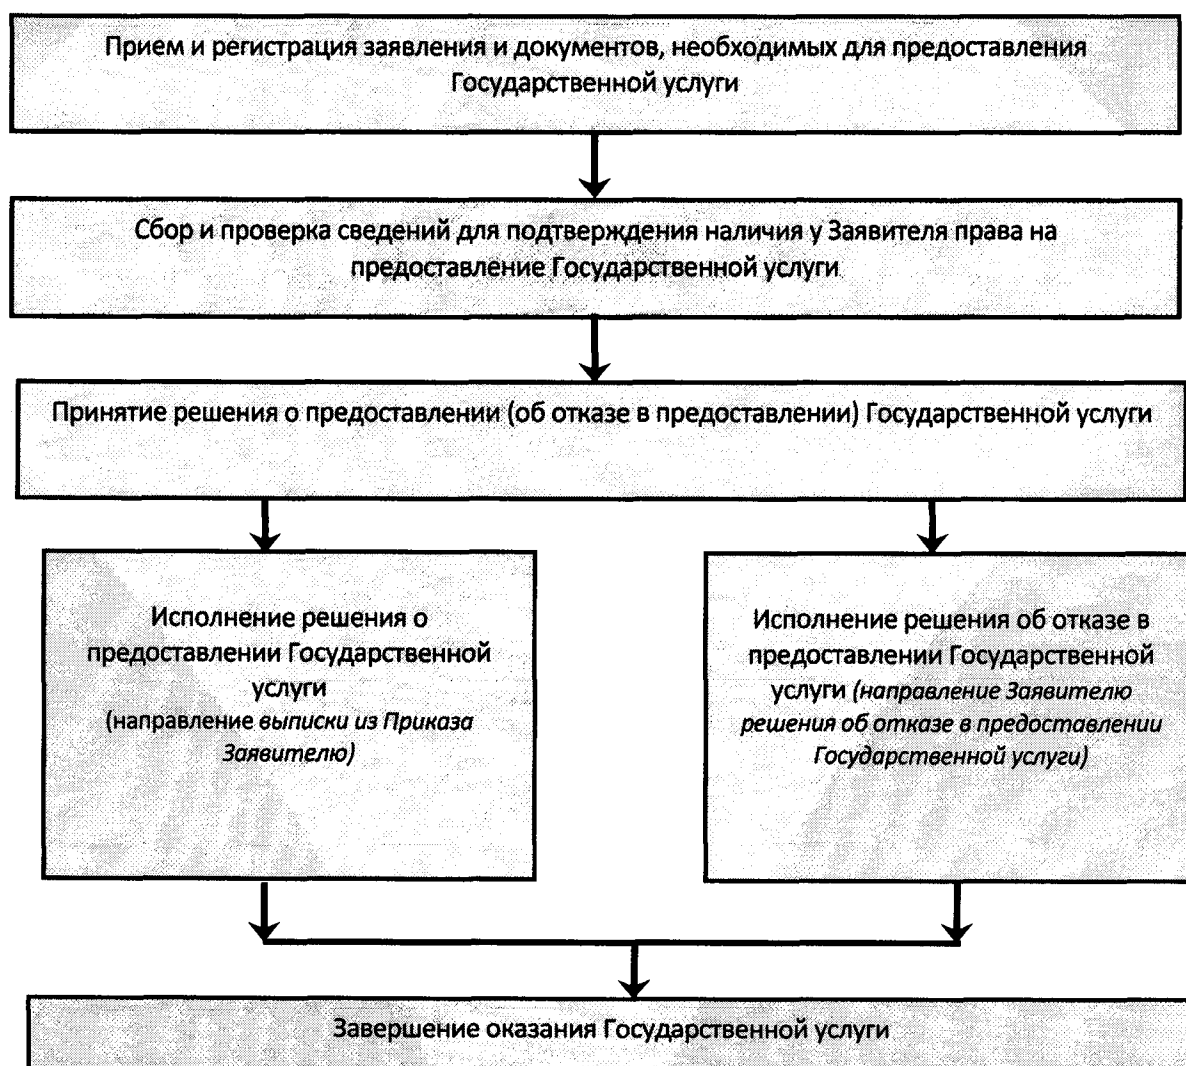 Прием и регистрация заявления и документов, необходимых для предоставления
Государственной услуги
Сбор и проверка сведений для подтверждения наличия у Заявителя права на
предоставление Государственной услуги
Принятие решения о предоставлении (об отказе в предоставлении) Государственной услуги
Исполнение решения о
предоставлении Государственной
услуги
(направление выписки из Приказа
Заявителю)
Исполнение решения об отказе в
предоставлении Государственной
услуги (направление Заявителю
решения об отказе в предоставлении
Государственной услуги)
Завершение оказания Государственной услуги